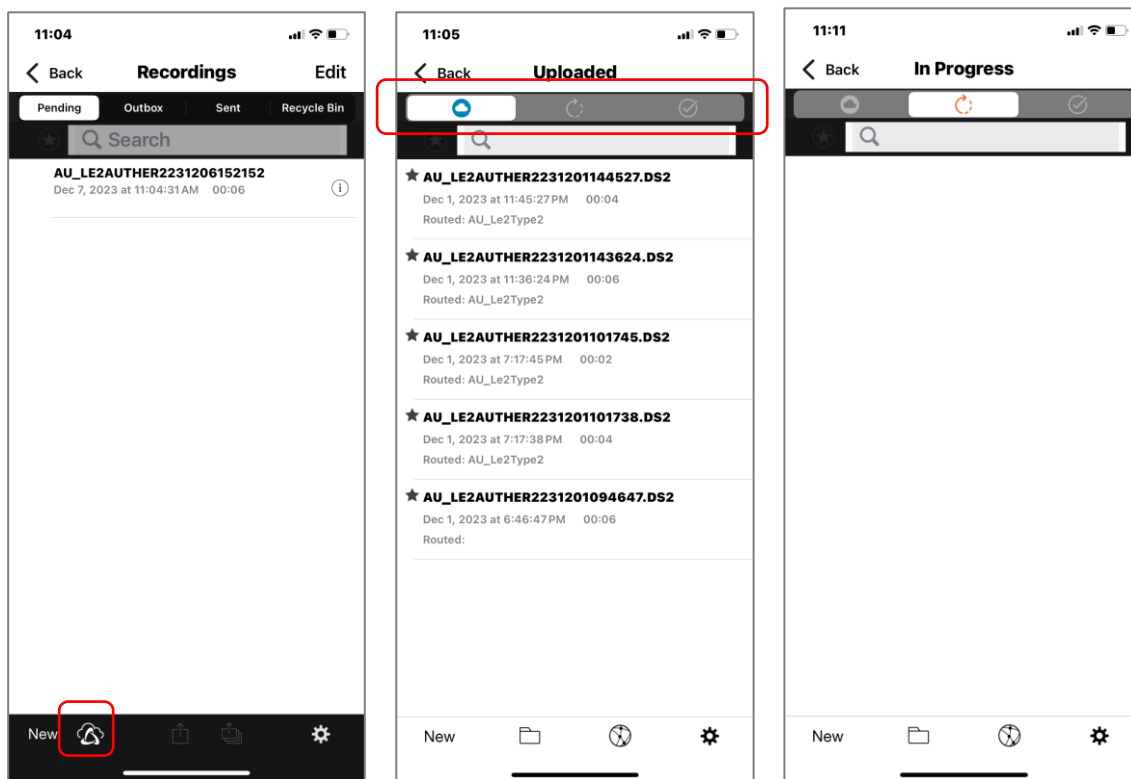 11:04
Back Recordings Edit
Pending Outbox Sent Recycle Bin
Search
AU_LE2AUTHER2231206152152
Dec 7, 2023 at 11:04:31 AM 00:06
New
11:05
Back Uploaded
AU_LE2AUTHER2231201144527.DS2
Dec 1, 2023 at 11:45:27 PM 00:04
Routed: AU_Le2Type2
AU_LE2AUTHER2231201143624.DS2
Dec 1, 2023 at 11:36:24 PM 00:06
Routed: AU_Le2Type2
AU_LE2AUTHER2231201101745.DS2
Dec 1, 2023 at 7:17:45 PM 00:02
Routed: AU_Le2Type2
AU_LE2AUTHER2231201101738.DS2
Dec 1, 2023 at 7:17:38 PM 00:04
Routed: AU_Le2Type2
AU_LE2AUTHER2231201094647.DS2
Dec 1, 2023 at 6:46:47 PM 00:06
Routed:
New
11:11
Back In Progress
New